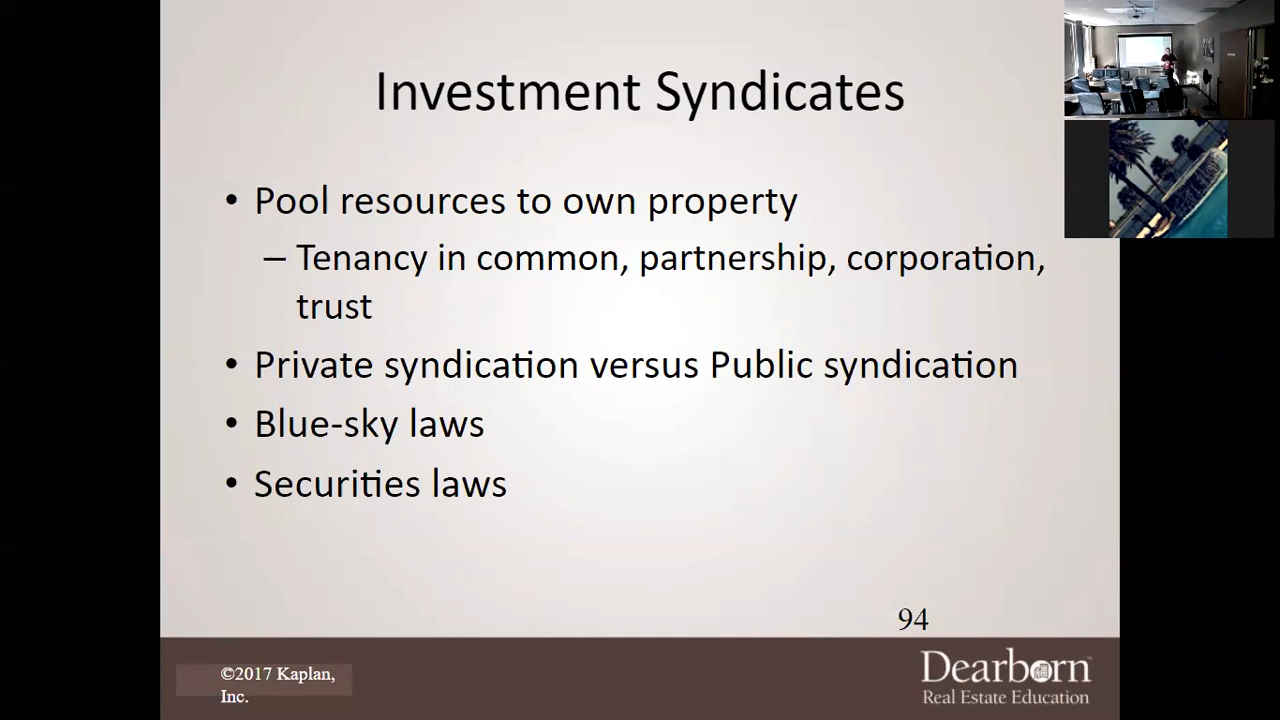 Investment Syndicates
• Pool resources to own property
– Tenancy in common, partnership, corporation,
trust
• Private syndication versus Public syndication
• Blue-sky laws
• Securities laws
94
©2017 Kaplan,
Inc.
Dearborn
Real Estate Education